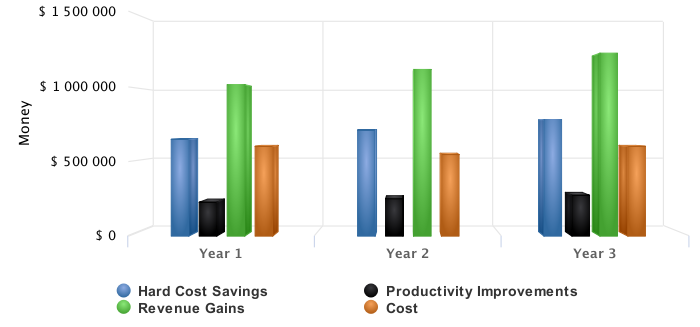 $ 1 500 000
$ 1 000 000
$ 500 000
$ 0
Money
Year 1
Year 2
Year 3
Hard Cost Savings
Productivity Improvements
Revenue Gains
Cost